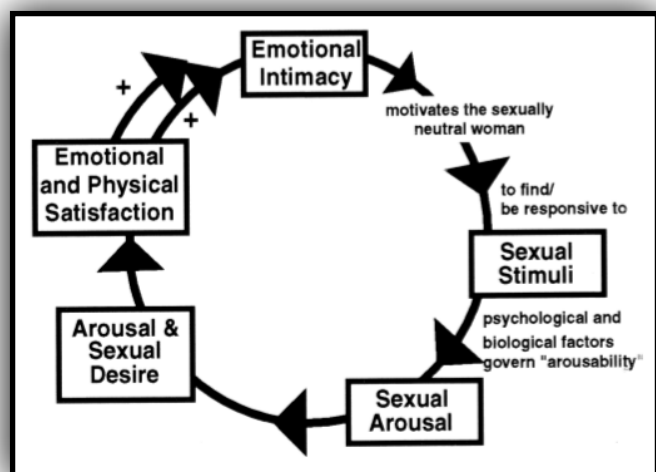 Emotional
Intimacy
motivates the sexually
neutral woman
to find/
be responsive to
Sexual
Stimuli
psychological and
biological factors
govern "arousability"
Sexual
Arousal
Arousal &
Sexual
Desire
Emotional
and Physical
Satisfaction
+
+